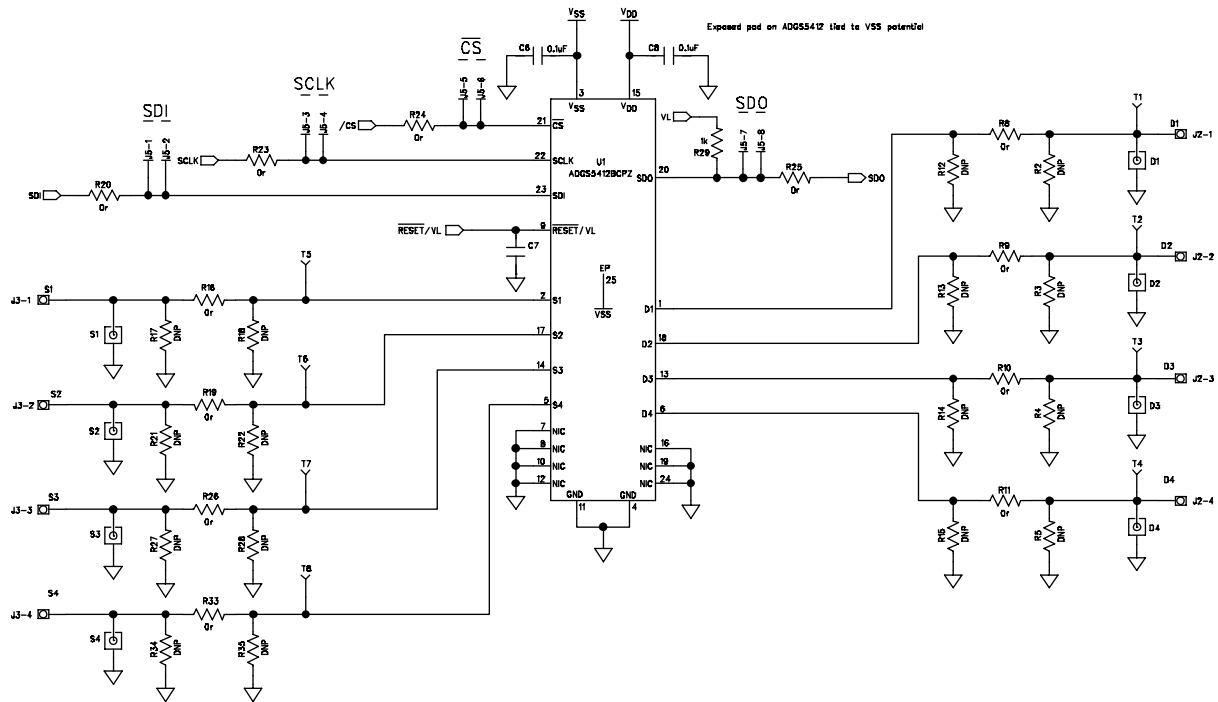 Exposed pad on ADGS5412 tied to VSS potential
VSS
VDD
C6
0.1uF
C8
0.1uF
CS
J5-5
J5-6
SCLK
J5-3
J5-4
SDI
J5-1
J5-2
3
VSS
15
VDD
/CS
R24
0r
21
CS
SCLK
R23
0r
22
SCLK
SDI
R20
0r
23
SDI
RESET/VL
9
RESET/VL
C7
U1
ADGS5412BCPZ
VL
1k
R29
SDO
J5-7
J5-8
20
SDO
R25
0r
SDO
EP
25
VSS
J3-1
S1
S1
R17
DNP
R16
0r
R18
DNP
T5
2
S1
J3-2
S2
S2
R21
DNP
R19
0r
R22
DNP
T6
17
S2
J3-3
S3
S3
R27
DNP
R26
0r
R28
DNP
T7
14
S3
J3-4
S4
S4
R34
DNP
R33
0r
R35
DNP
T8
5
S4
7
NIC
8
NIC
10
NIC
12
NIC
GND
11
GND
4
NIC
16
NIC
19
NIC
24
D1
1
R12
DNP
R8
0r
R2
DNP
T1
D1
D1
J2-1
D2
18
R13
DNP
R9
0r
R3
DNP
T2
D2
D2
J2-2
D3
13
R14
DNP
R10
0r
R4
DNP
T3
D3
D3
J2-3
D4
6
R15
DNP
R11
0r
R5
DNP
T4
D4
D4
J2-4